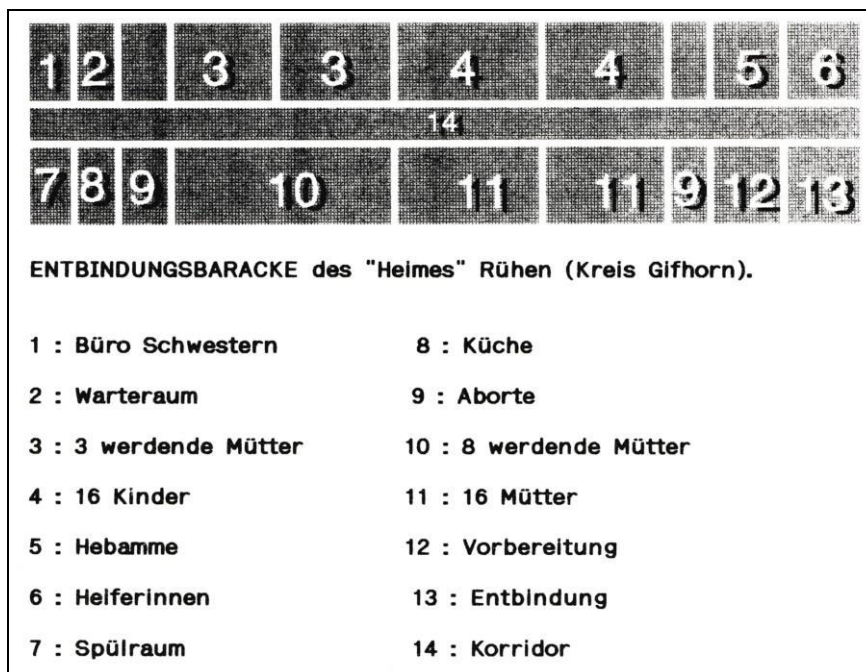 1 2 3 3 4 4 5 6
14
7 8 9 10 11 11 9 12 13
ENTBINDUNGSBARACKE des "Heimes" Rühen (Kreis Gifhorn).
1 : Büro Schwestern
2 : Warteraum
3 : 3 werdende Mütter
4 : 16 Kinder
5 : Hebamme
6 : Helferinnen
7 : Spülraum
8 : Küche
9 : Aborte
10 : 8 werdende Mütter
11 : 16 Mütter
12 : Vorbereitung
13 : Entbindung
14 : Korridor